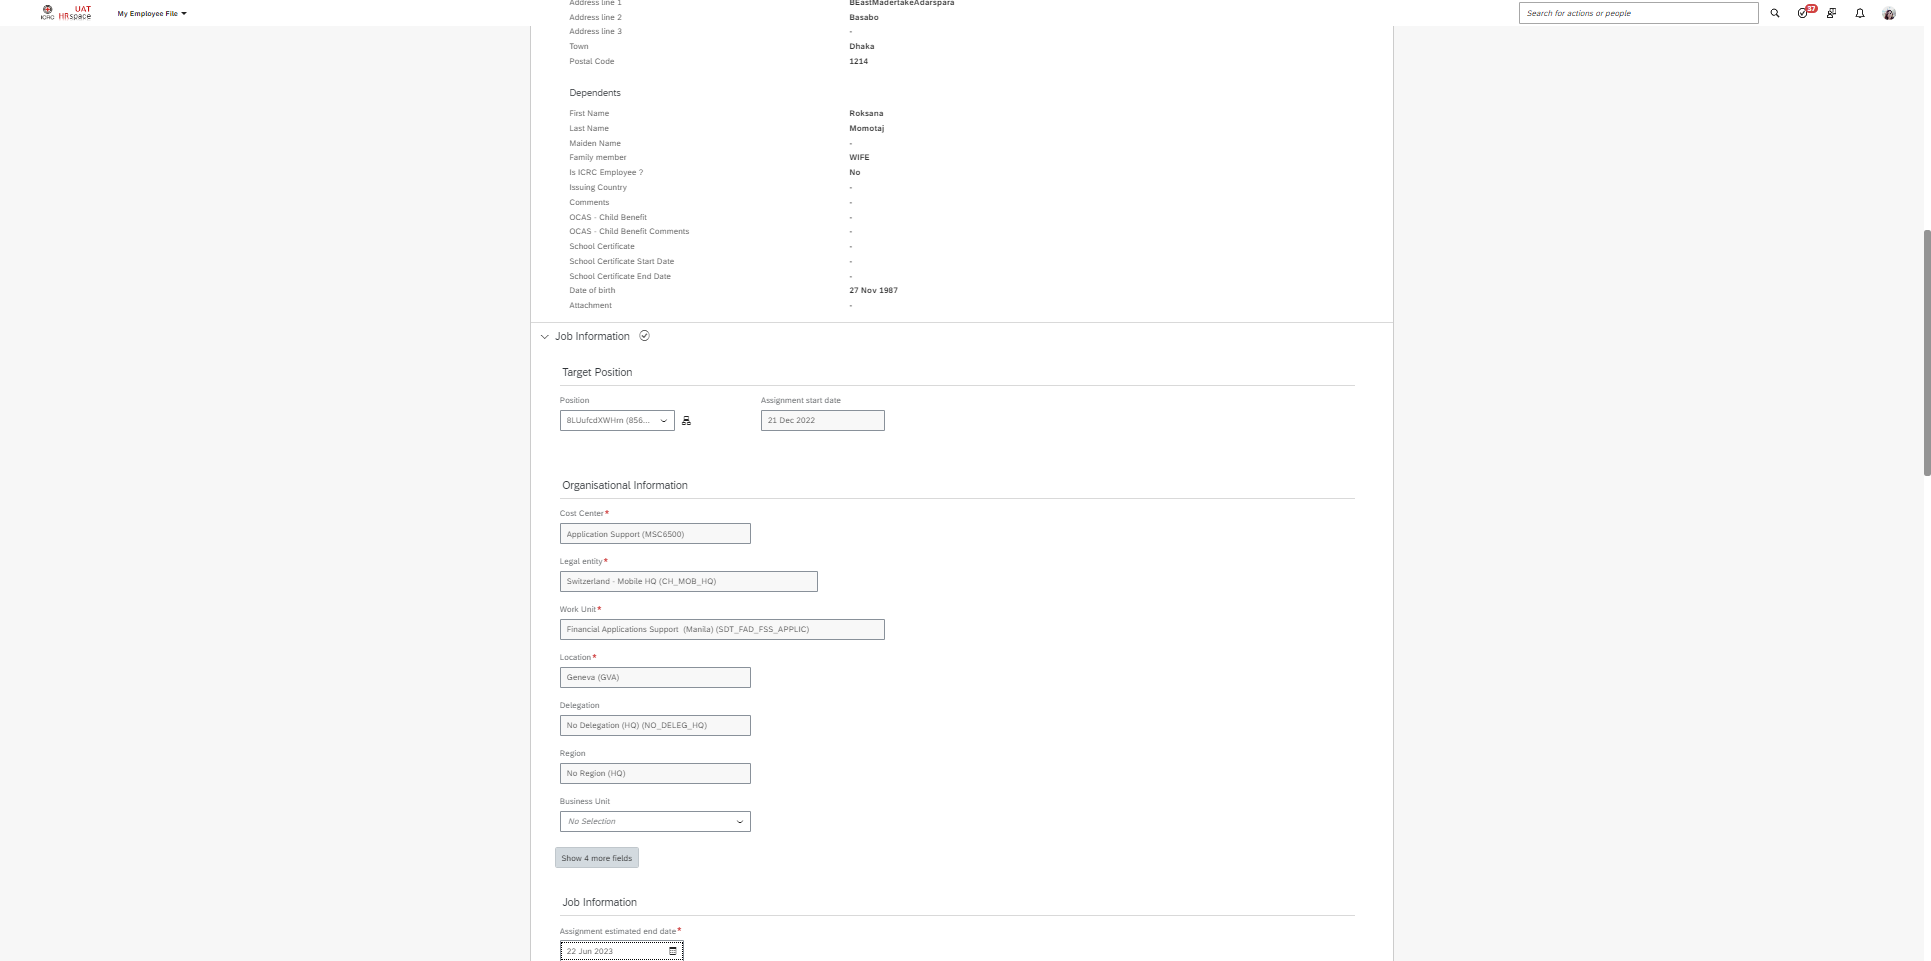 ICRC
UAT
HRspace
My Employee File
Search for actions or people
37
Address line 1 BEastMadertakeAdarspara
Address line 2 Basabo
Address line 3 -
Town Dhaka
Postal Code 1214
Dependents
First Name Roksana
Last Name Momotaj
Maiden Name -
Family member WIFE
Is ICRC Employee ? No
Issuing Country -
Comments -
OCAS - Child Benefit -
OCAS - Child Benefit Comments -
School Certificate -
School Certificate Start Date -
School Certificate End Date -
Date of birth 27 Nov 1987
Attachment -
Job Information
Target Position
Position Assignment start date
8LUufcdXWHm (856... 21 Dec 2022
Organisational Information
Cost Center*
Application Support (MSC6500)
Legal entity*
Switzerland - Mobile HQ (CH_MOB_HQ)
Work Unit*
Financial Applications Support (Manila) (SDT_FAD_FSS_APPLIC)
Location*
Geneva (GVA)
Delegation
No Delegation (HQ) (NO_DELEG_HQ)
Region
No Region (HQ)
Business Unit
No Selection
Show 4 more fields
Job Information
Assignment estimated end date*
22 Jun 2023